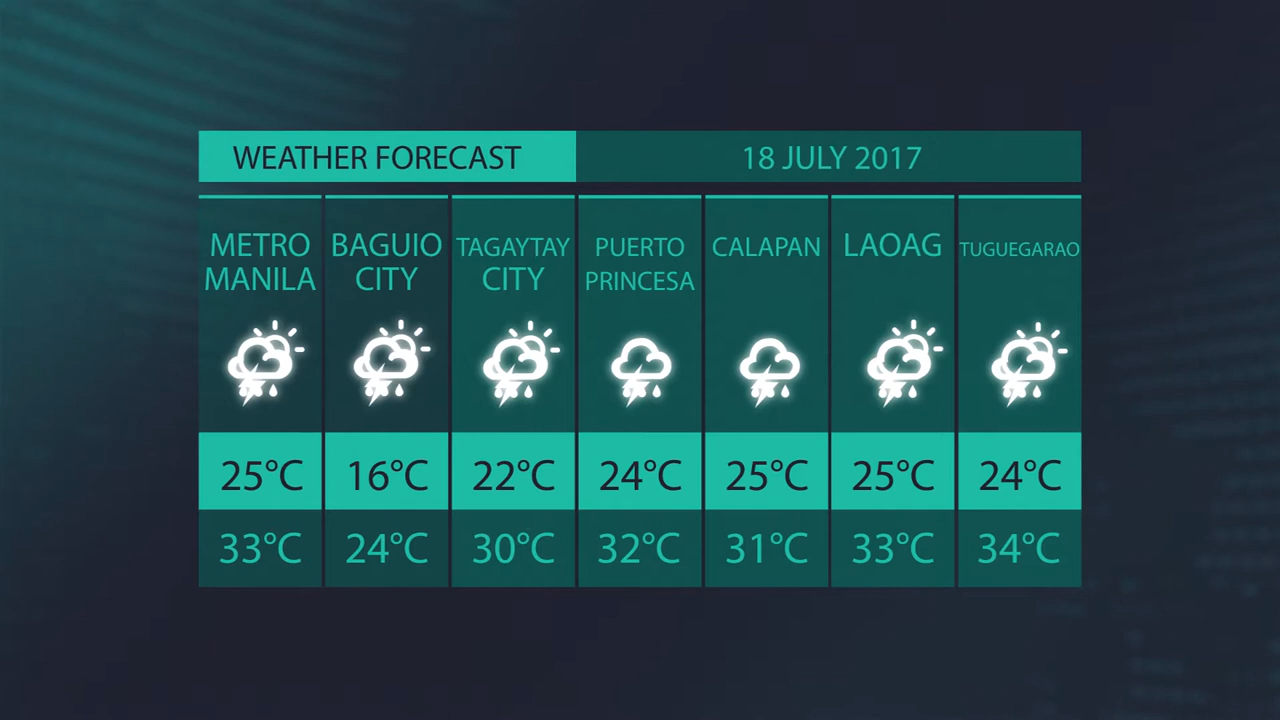 WEATHER FORECAST
18 JULY 2017
METRO
MANILA
BAGUIO
CITY
TAGAYTAY
CITY
PUERTO
PRINCESA
CALAPAN
LAOAG
TUGUEGARAO
25°C 16°C 22°C 24°C 25°C 25°C 24°C
33°C 24°C 30°C 32°C 31°C 33°C 34°C